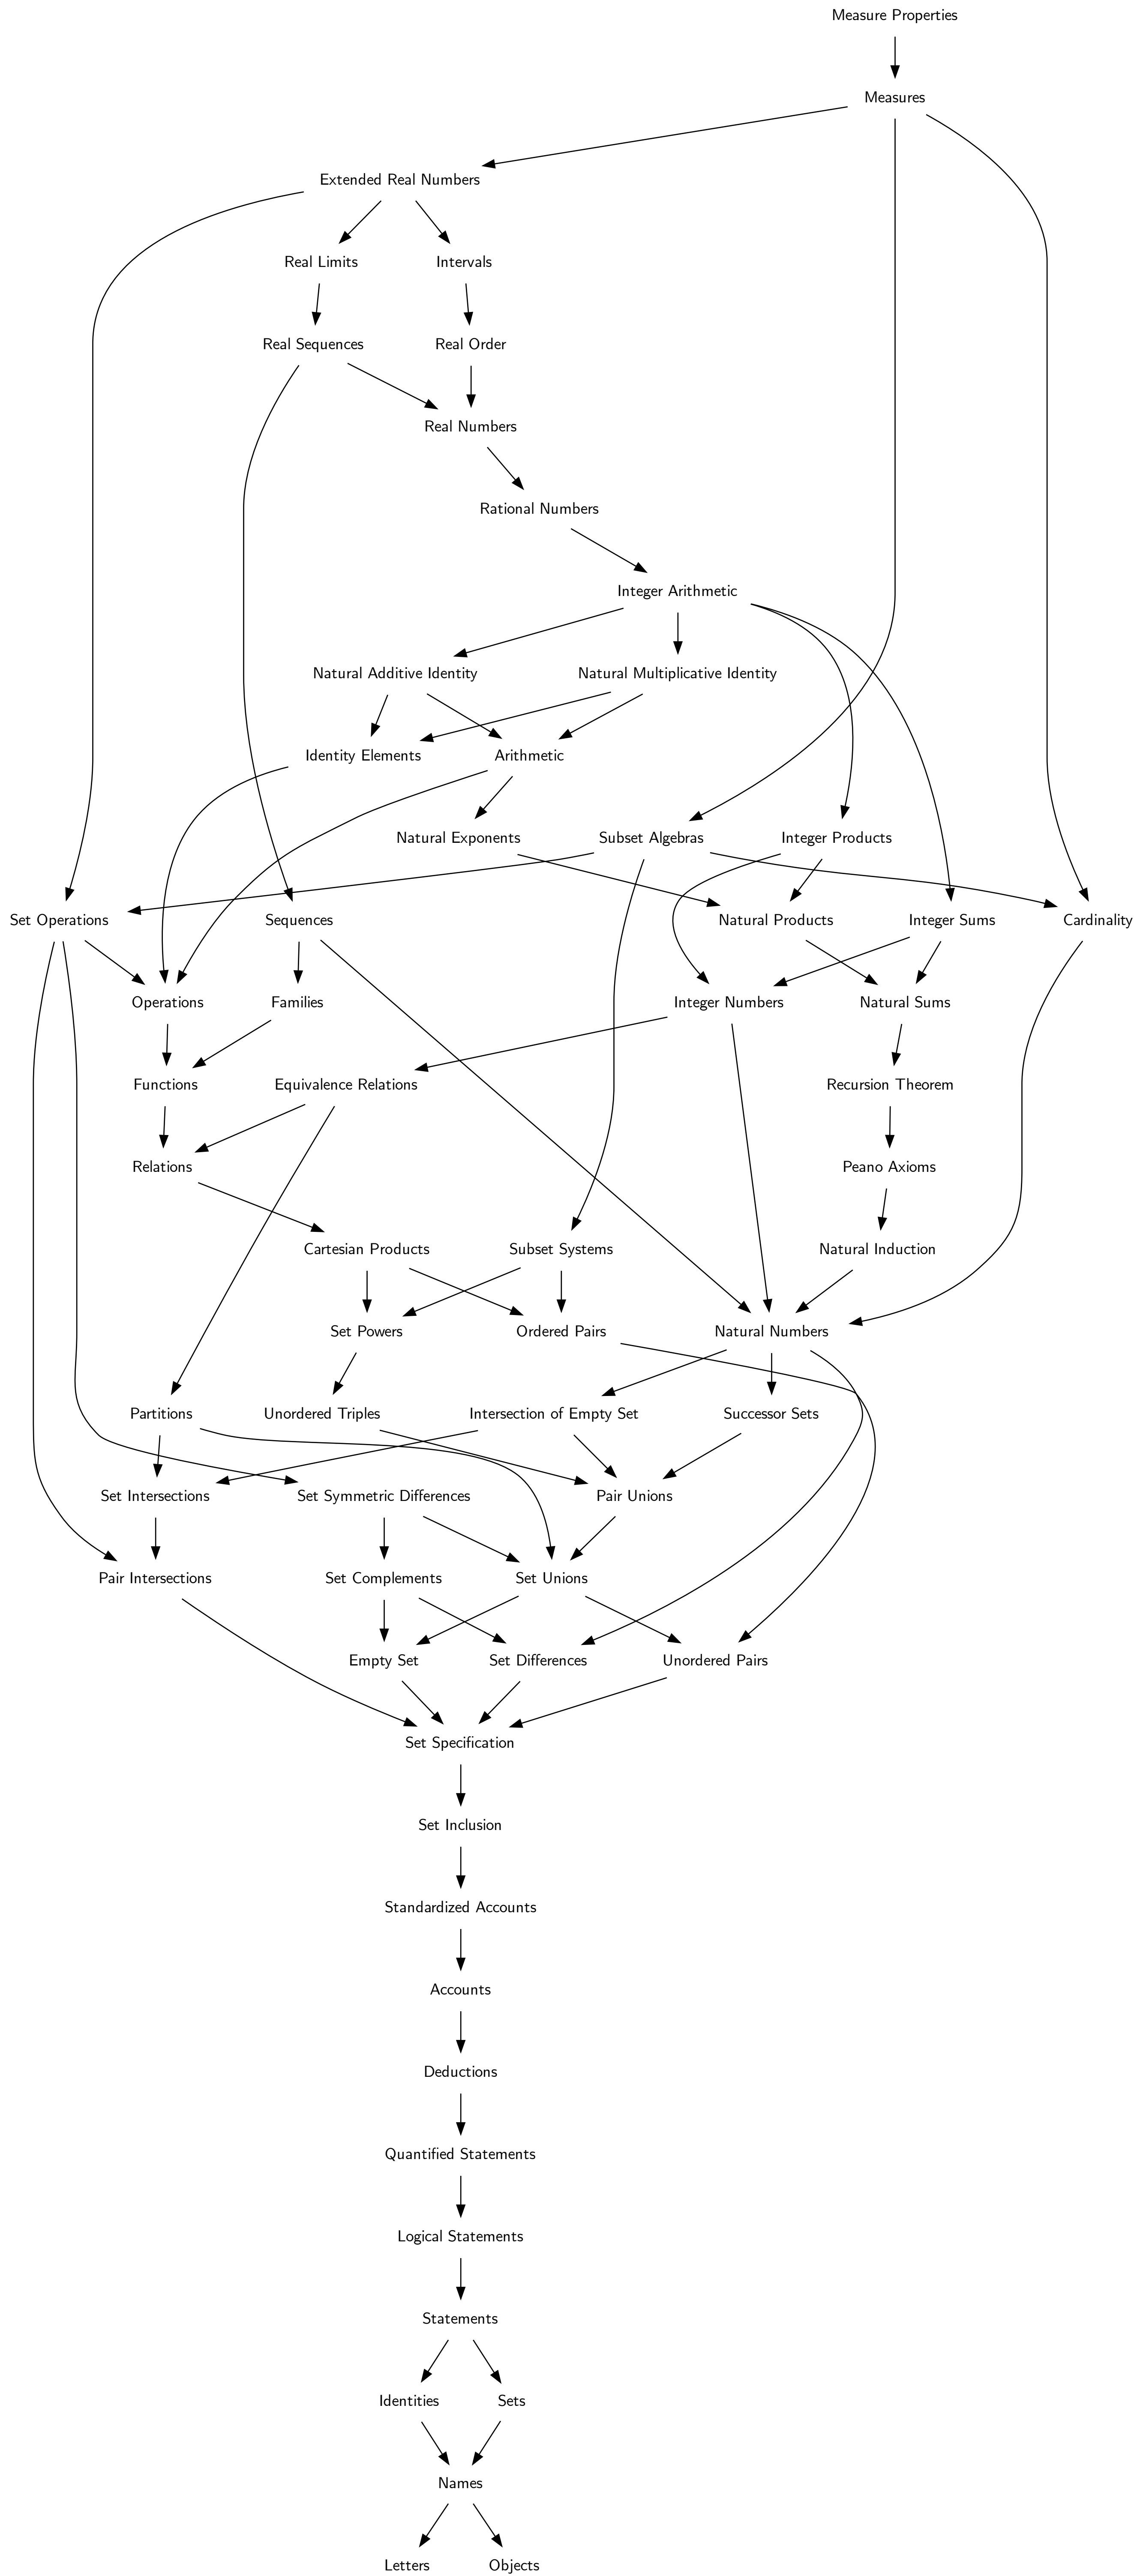 Measure Properties
Measures
Extended Real Numbers
Real Limits
Intervals
Real Sequences
Real Order
Real Numbers
Rational Numbers
Integer Arithmetic
Natural Additive Identity
Natural Multiplicative Identity
Identity Elements
Arithmetic
Natural Exponents
Subset Algebras
Integer Products
Set Operations
Sequences
Natural Products
Integer Sums
Cardinality
Operations
Families
Integer Numbers
Natural Sums
Functions
Equivalence Relations
Recursion Theorem
Relations
Peano Axioms
Cartesian Products
Subset Systems
Natural Induction
Set Powers
Ordered Pairs
Natural Numbers
Partitions
Unordered Triples
Intersection of Empty Set
Successor Sets
Set Intersections
Set Symmetric Differences
Pair Unions
Pair Intersections
Set Complements
Set Unions
Empty Set
Set Differences
Unordered Pairs
Set Specification
Set Inclusion
Standardized Accounts
Accounts
Deductions
Quantified Statements
Logical Statements
Statements
Identities
Sets
Names
Letters
Objects